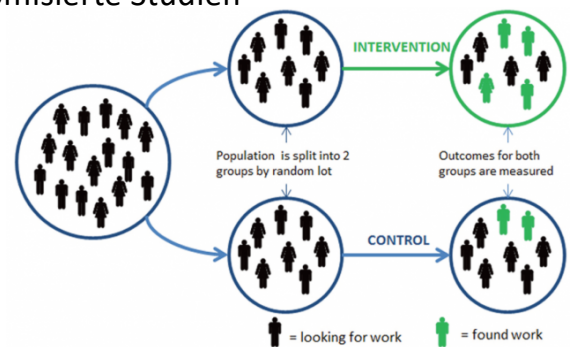 INTERVENTION
Population is split into 2
groups by random lot
Outcomes for both
groups are measured
CONTROL
= looking for work
= found work